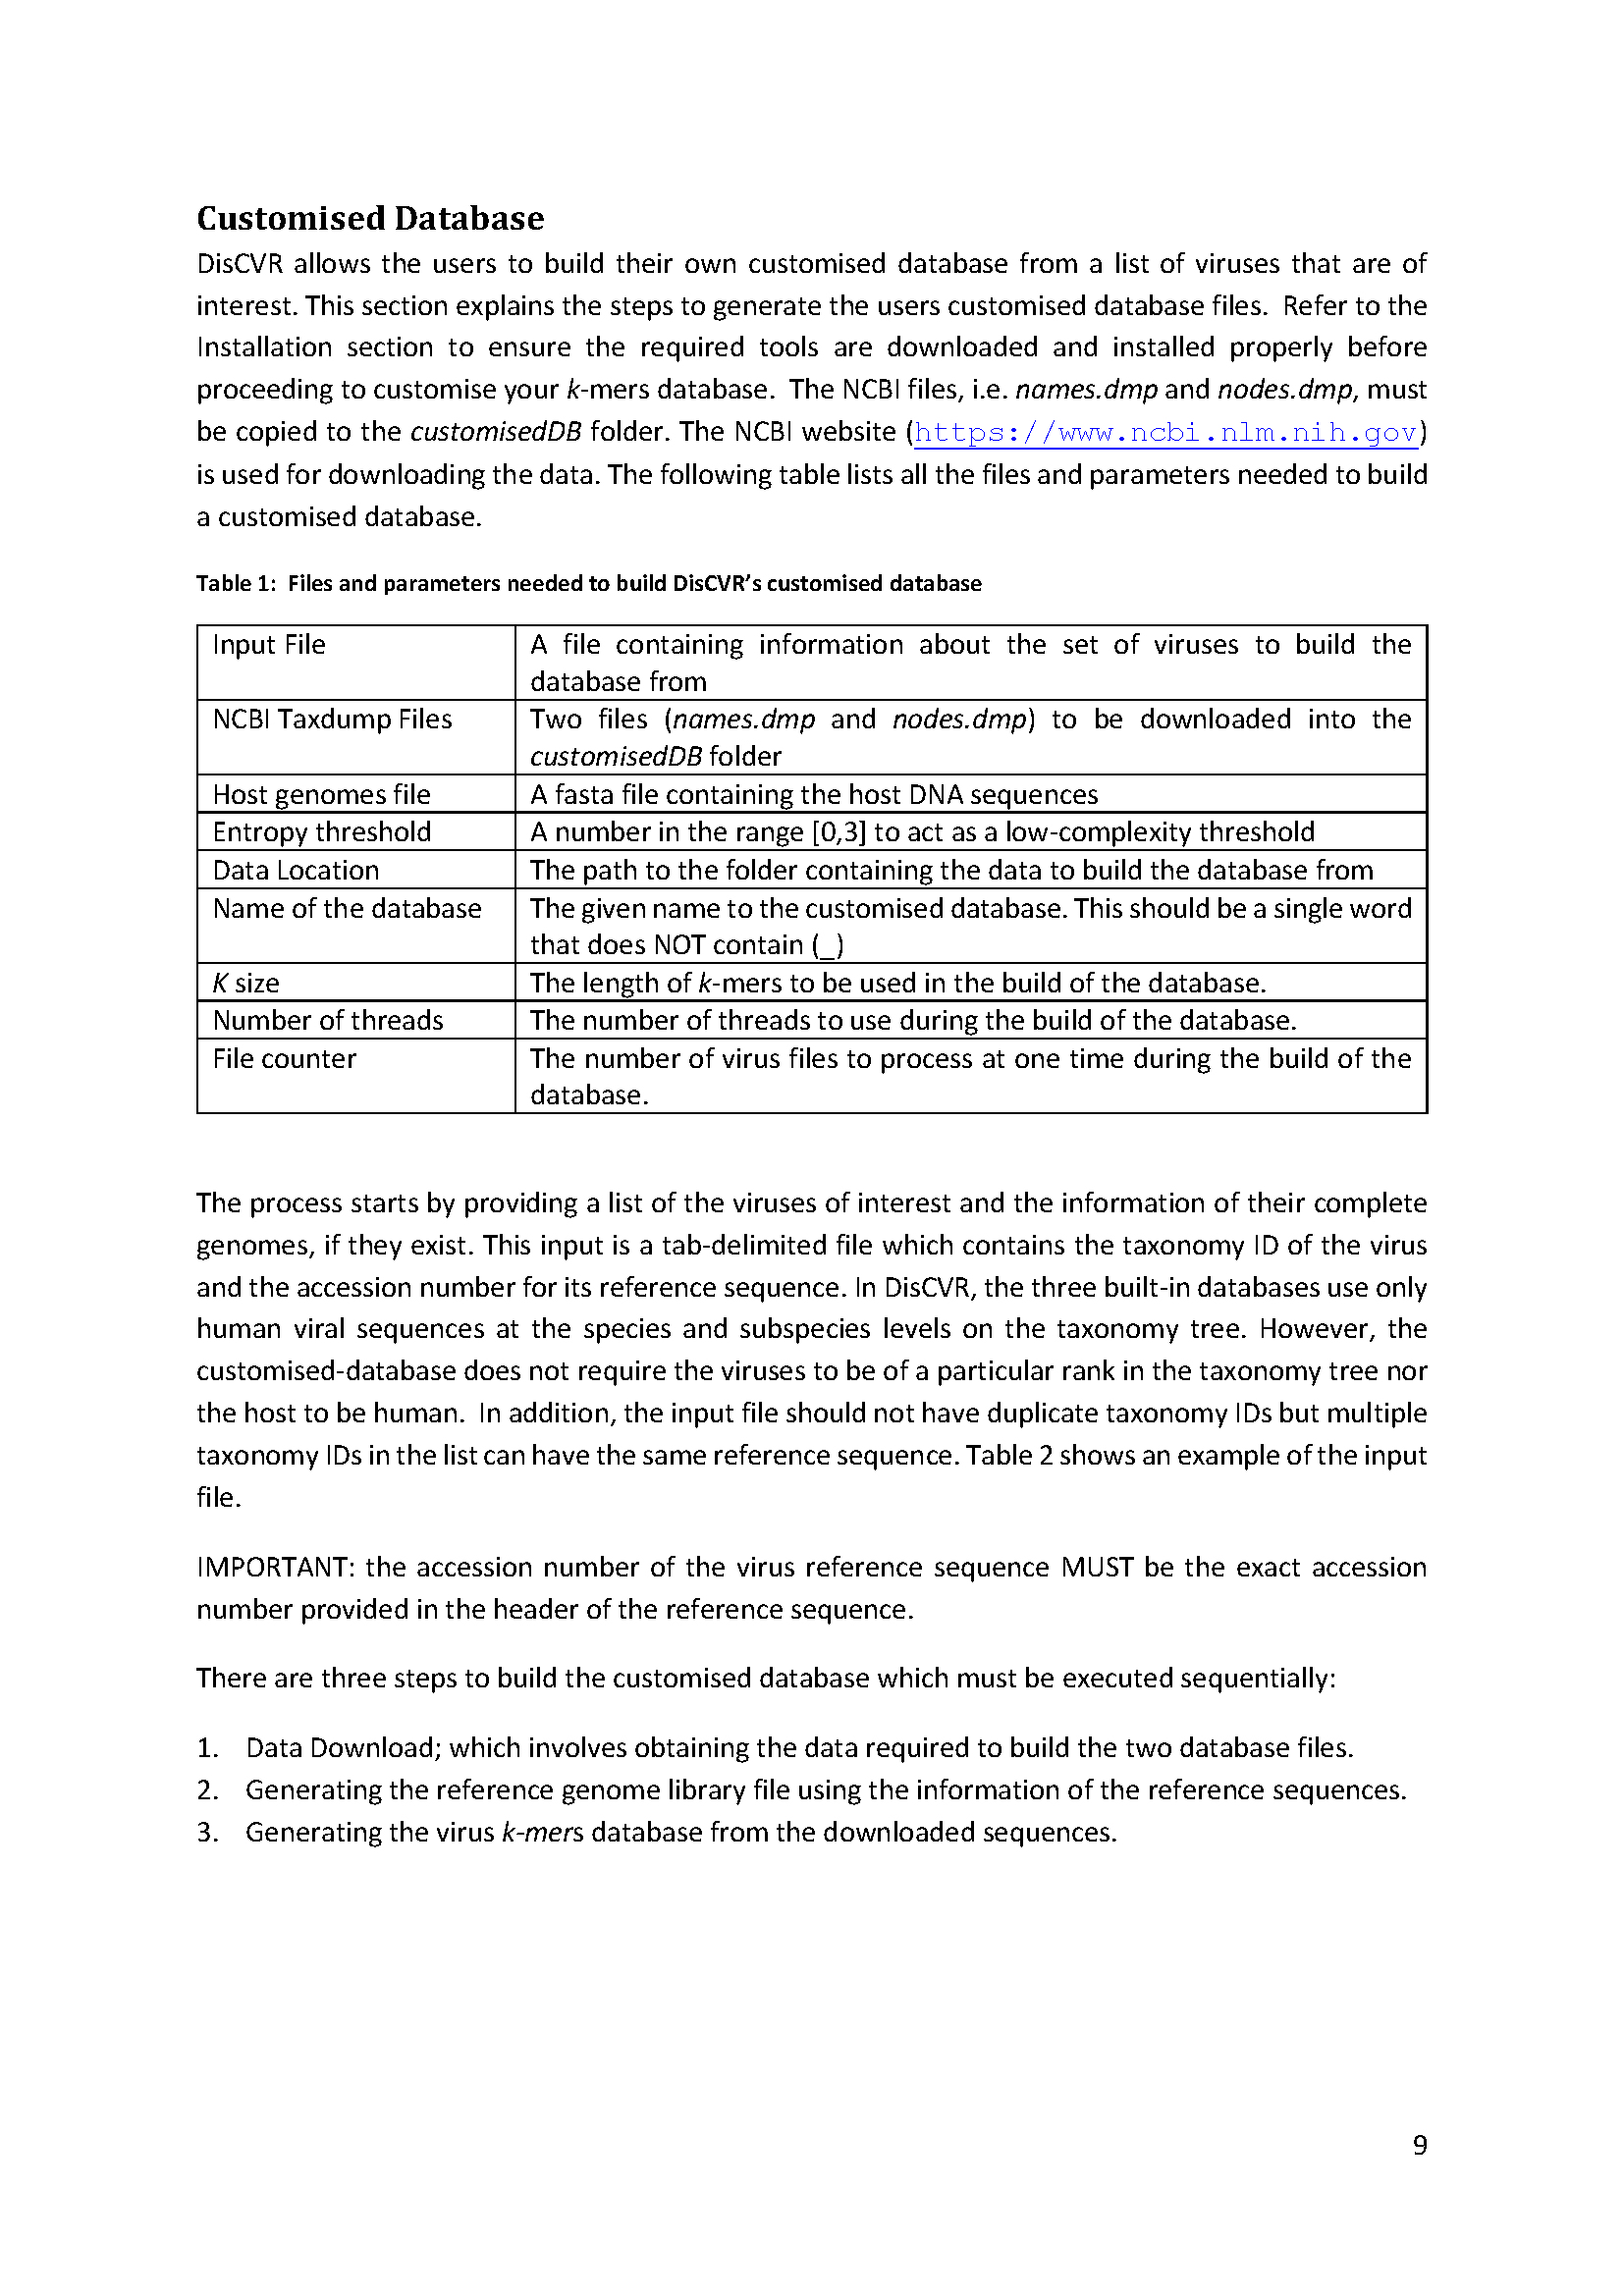 Customised Database
DisCVR allows the users to build their own customised database from a list of viruses that are of
interest. This section explains the steps to generate the users customised database files.  Refer to the
Installation section to ensure the required tools are downloaded and installed properly before
proceeding to customise your k-mers database.  The NCBI files, i.e. names.dmp and nodes.dmp, must
be copied to the customisedDB folder. The NCBI website (https://www.ncbi.nlm.nih.gov)
is used for downloading the data. The following table lists all the files and parameters needed to build
a customised database.
Table 1:  Files and parameters needed to build DisCVR’s customised database
Input File
A file containing information about the set of viruses to build the
database from
NCBI Taxdump Files
Two files (names.dmp and nodes.dmp) to be downloaded into the
customisedDB folder
Host genomes file
A fasta file containing the host DNA sequences
Entropy threshold
A number in the range [0,3] to act as a low-complexity threshold
Data Location
The path to the folder containing the data to build the database from
Name of the database
The given name to the customised database. This should be a single word
that does NOT contain (_)
K size
The length of k-mers to be used in the build of the database.
Number of threads
The number of threads to use during the build of the database.
File counter
The number of virus files to process at one time during the build of the
database.
The process starts by providing a list of the viruses of interest and the information of their complete
genomes, if they exist. This input is a tab-delimited file which contains the taxonomy ID of the virus
and the accession number for its reference sequence. In DisCVR, the three built-in databases use only
human viral sequences at the species and subspecies levels on the taxonomy tree. However, the
customised-database does not require the viruses to be of a particular rank in the taxonomy tree nor
the host to be human.  In addition, the input file should not have duplicate taxonomy IDs but multiple
taxonomy IDs in the list can have the same reference sequence. Table 2 shows an example of the input
file.
IMPORTANT: the accession number of the virus reference sequence MUST be the exact accession
number provided in the header of the reference sequence.
There are three steps to build the customised database which must be executed sequentially:
1. Data Download; which involves obtaining the data required to build the two database files.
2. Generating the reference genome library file using the information of the reference sequences.
3. Generating the virus k-mers database from the downloaded sequences.
9